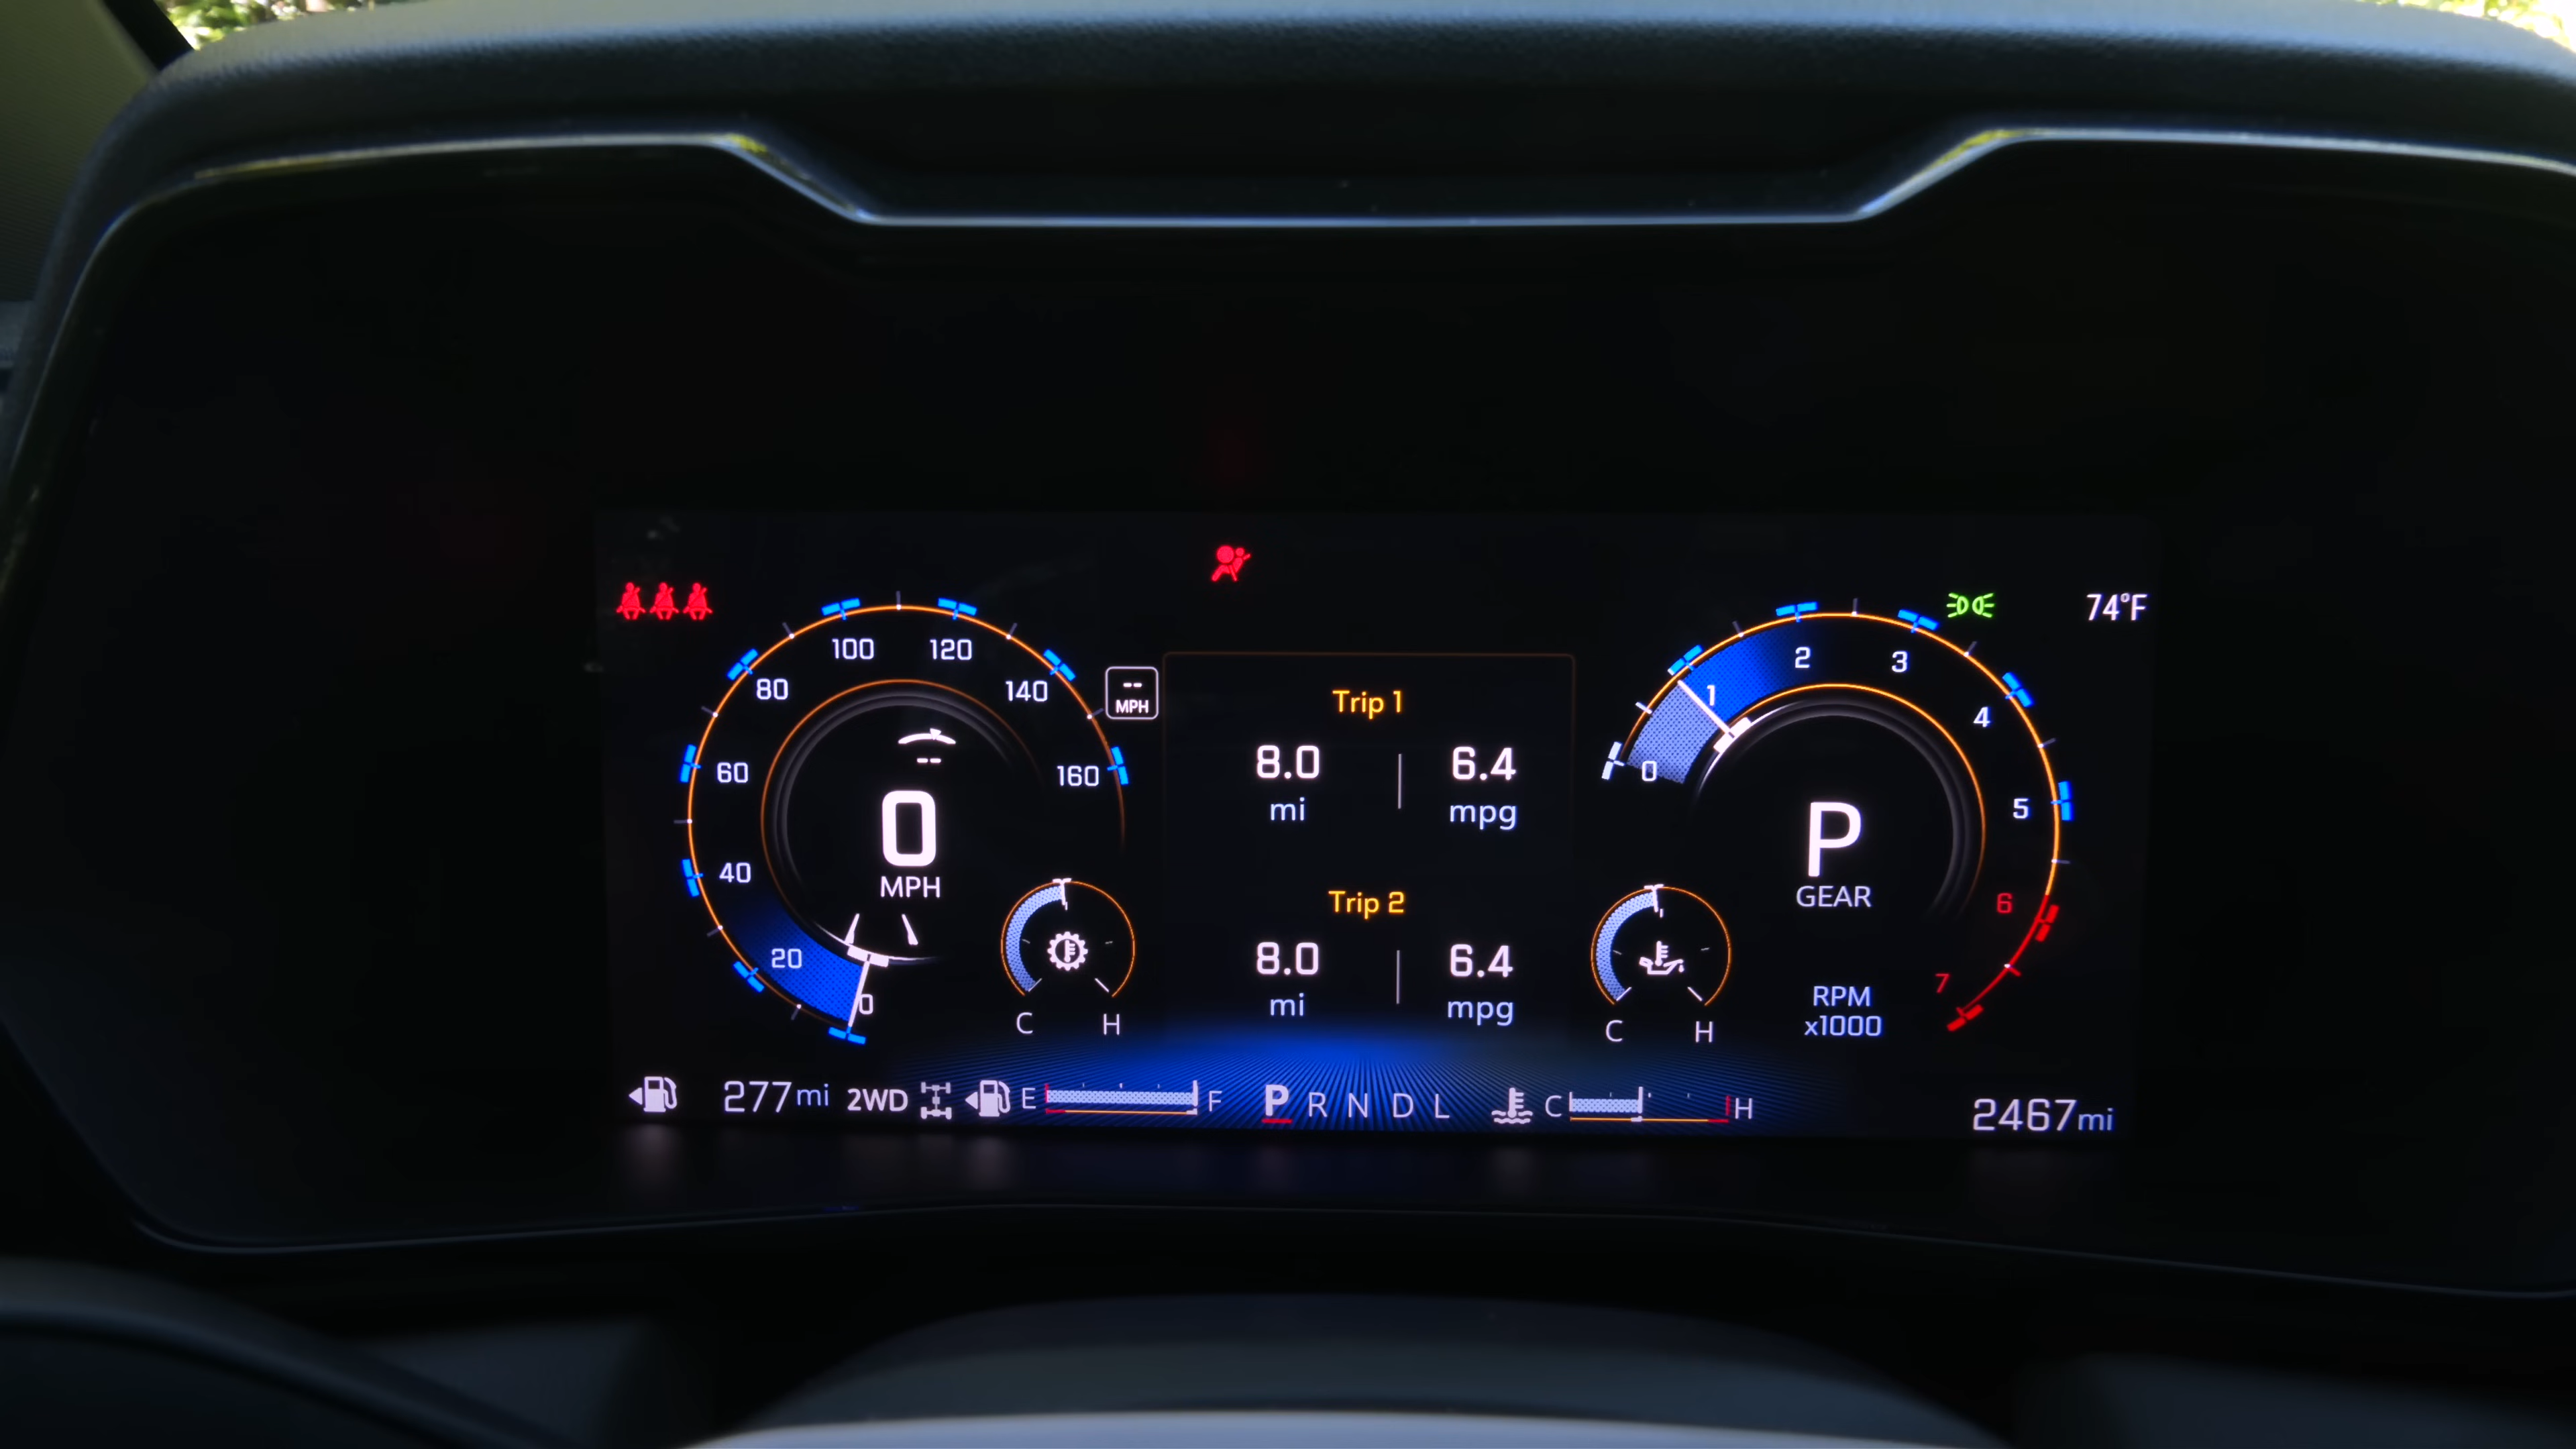 74°F
100 120
80 140
60 160
40
20
0
--
MPH
--
0
MPH
C H
Trip 1
8.0 6.4
mi mpg
Trip 2
8.0 6.4
mi mpg
0 1 2 3 4 5 6 7
P
GEAR
RPM
x1000
C H
277mi 2WD E F P R N D L C H 2467mi